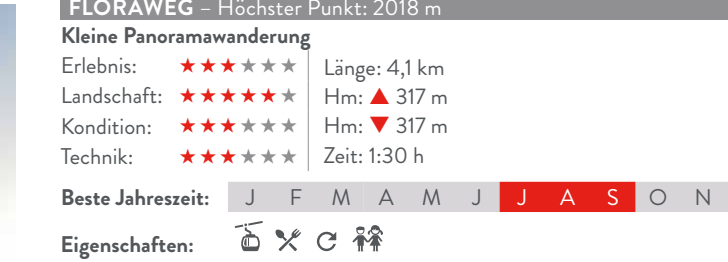 FLORAWEG – Höchster Punkt: 2018 m
Kleine Panoramawanderung
Erlebnis: ★★★★★★
Landschaft: ★★★★★★
Kondition: ★★★★★★
Technik: ★★★★★★
Länge: 4,1 km
Hm: ▲ 317 m
Hm: ▼ 317 m
Zeit: 1:30 h
Beste Jahreszeit: J F M A M J J A S O N
Eigenschaften: